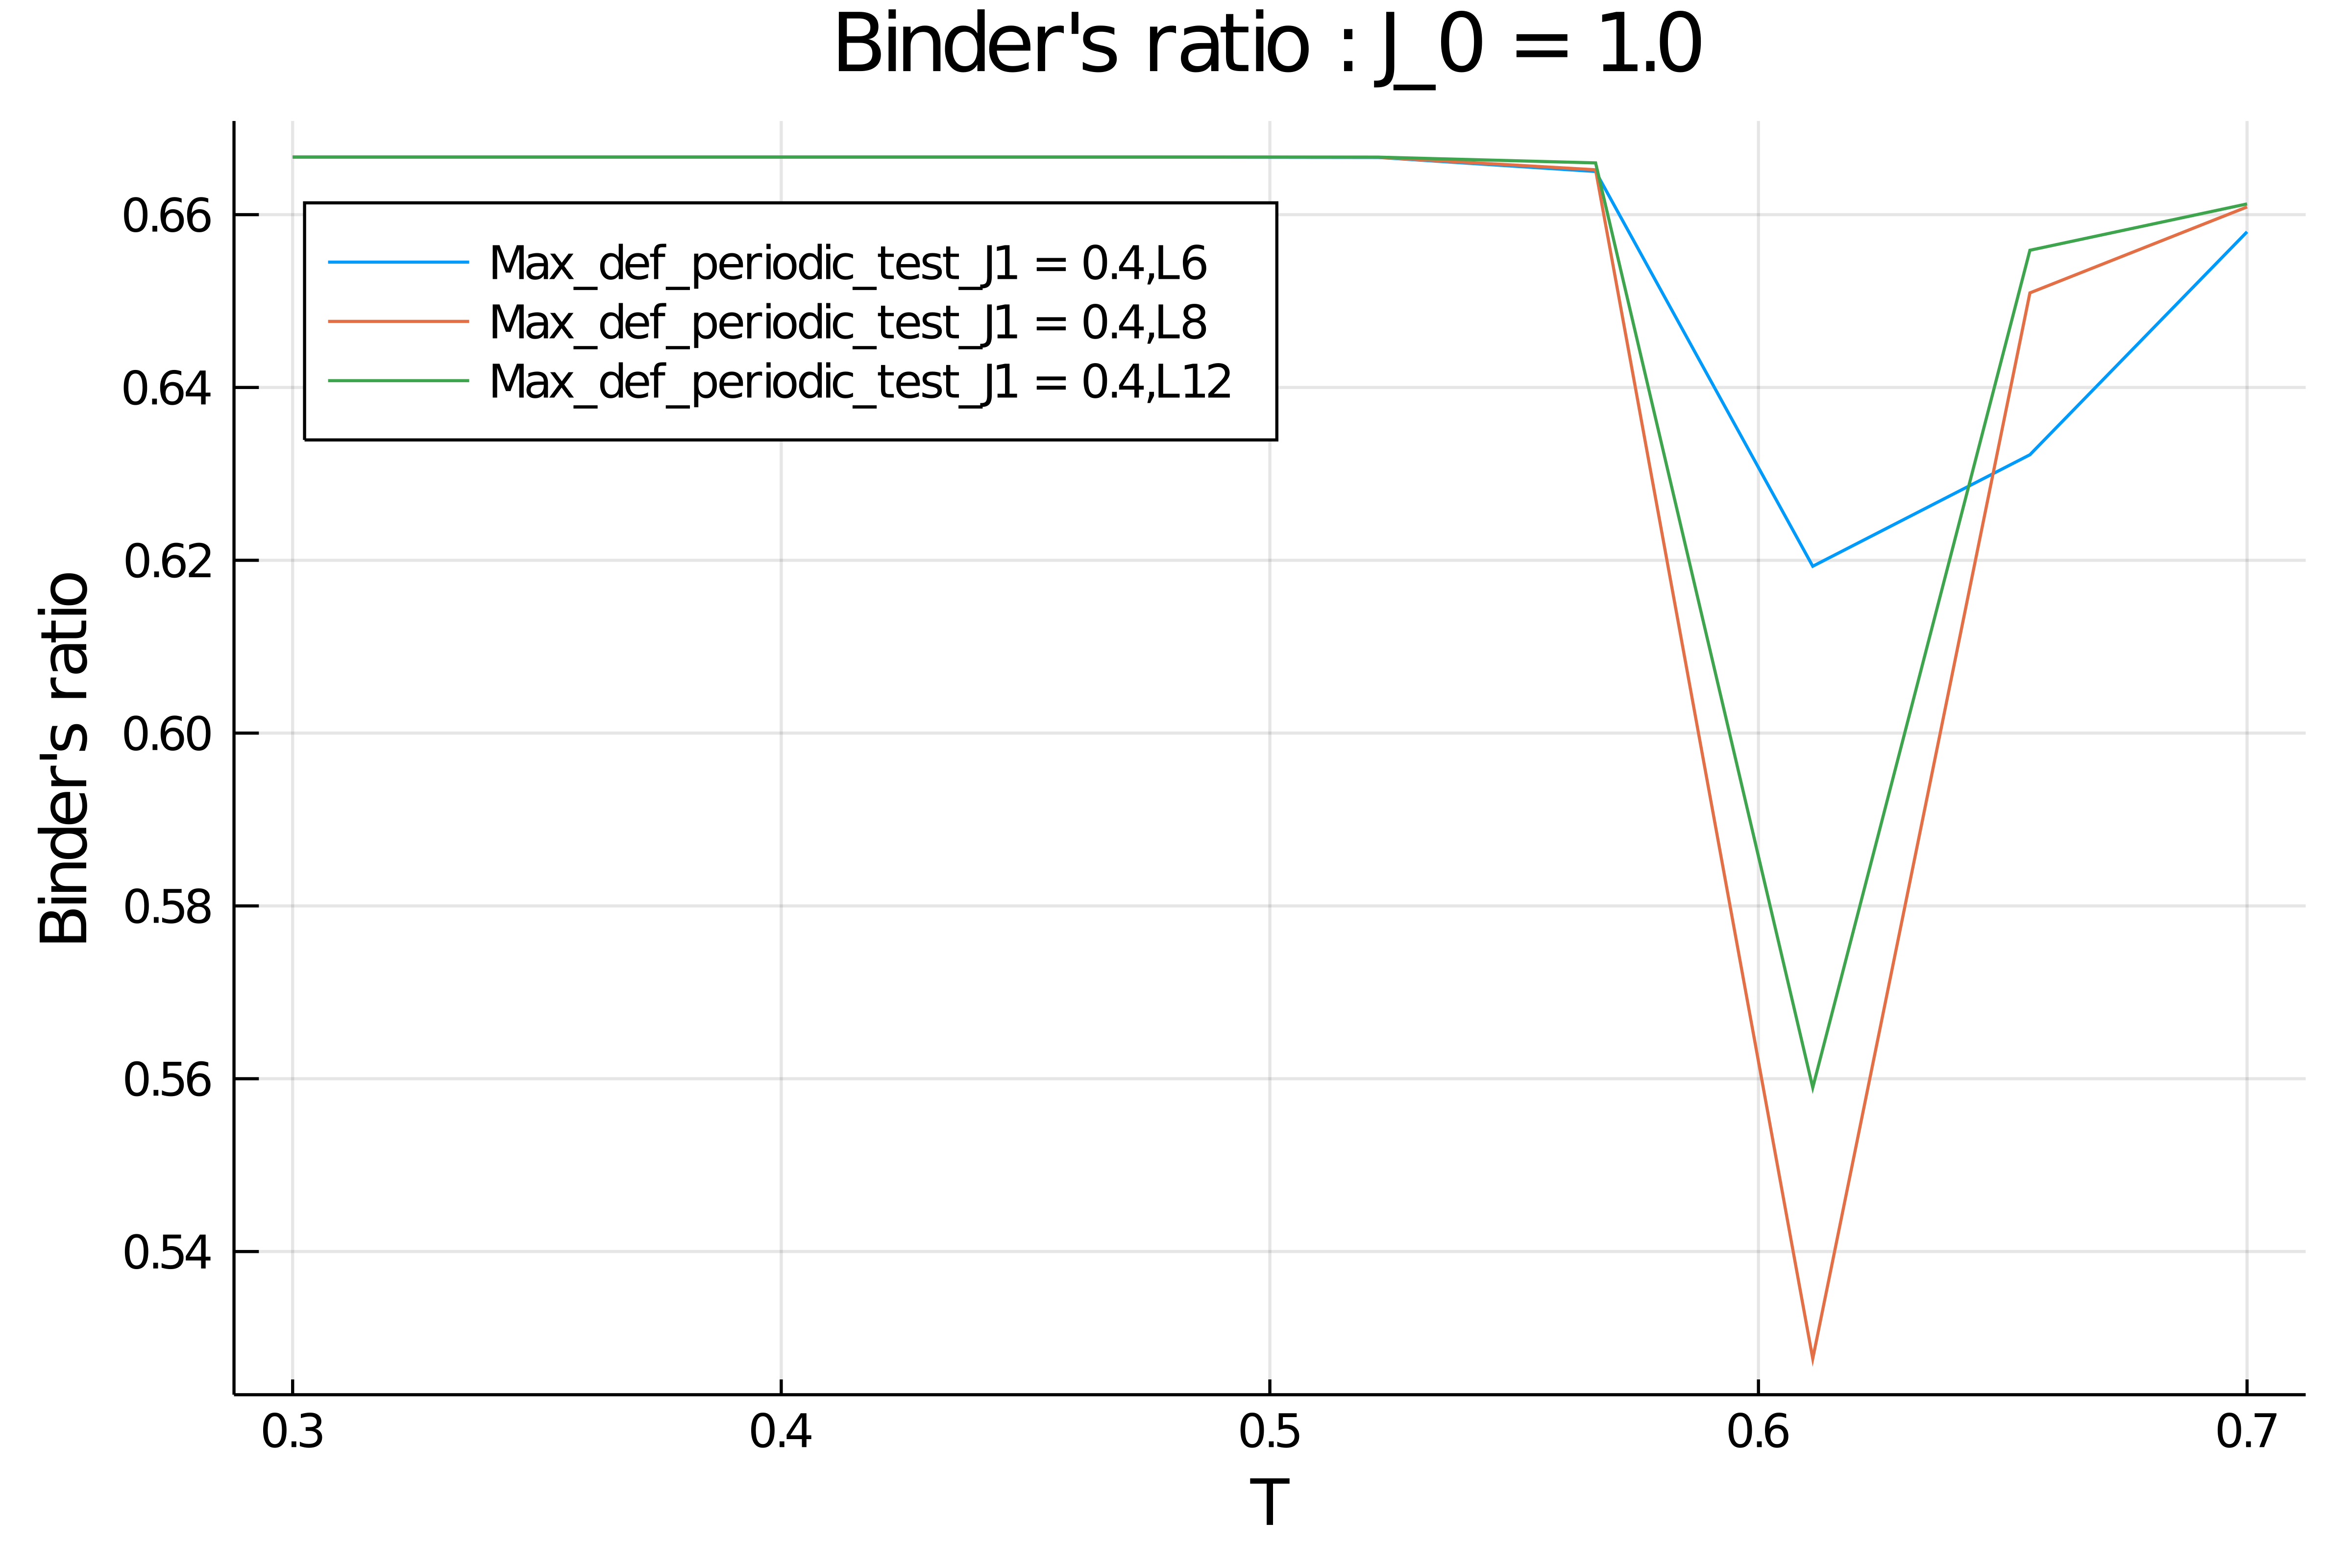 Binder's ratio : J_0 = 1.0
Binder's ratio
0.66
0.64
0.62
0.60
0.58
0.56
0.54
Max_def_periodic_test_J1 = 0.4,L6
Max_def_periodic_test_J1 = 0.4,L8
Max_def_periodic_test_J1 = 0.4,L12
0.3 0.4 0.5 0.6 0.7
T